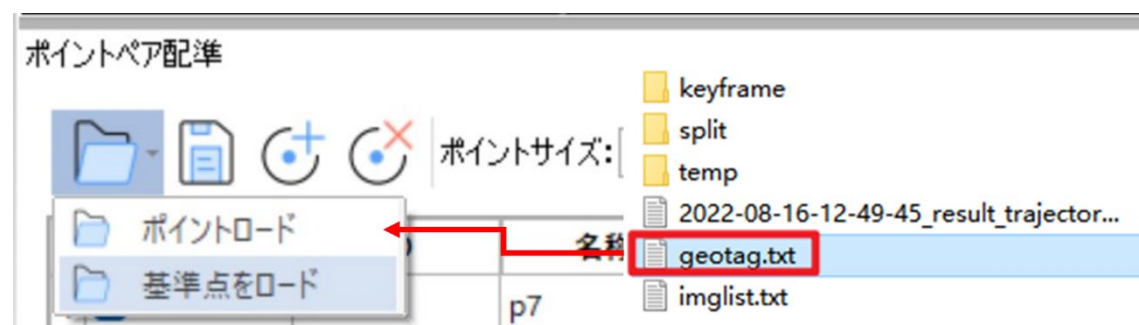 ポイントペア配準
ポイントサイズ:
ポイントロード
基準点をロード
名称
p7
keyframe
split
temp
2022-08-16-12-49-45_result_trajector...
geotag.txt
imglist.txt